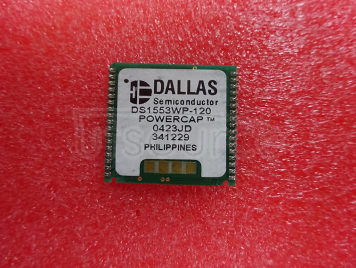 DALLAS
Semiconductor
DS1553WP-120
POWERCAP™
0423JD
341229
PHILIPPINES